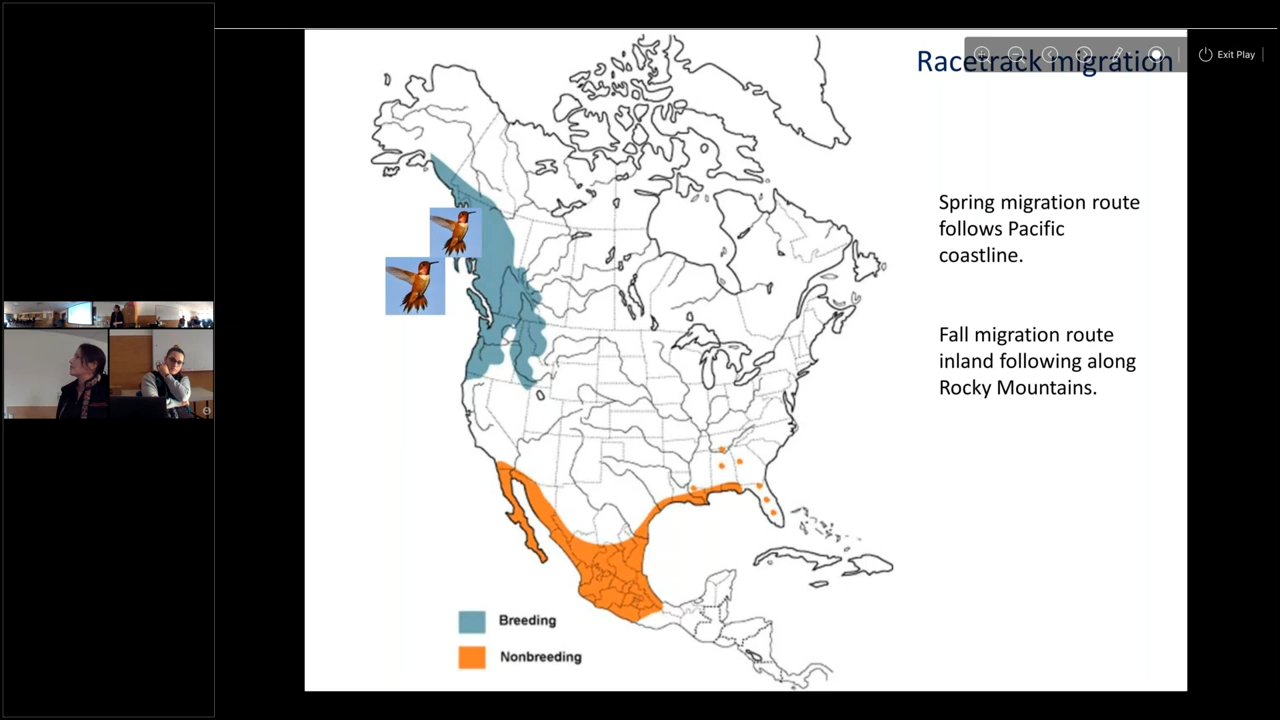 Racetrack migration
Exit Play
Spring migration route
follows Pacific
coastline.
Fall migration route
inland following along
Rocky Mountains.
Breeding
Nonbreeding